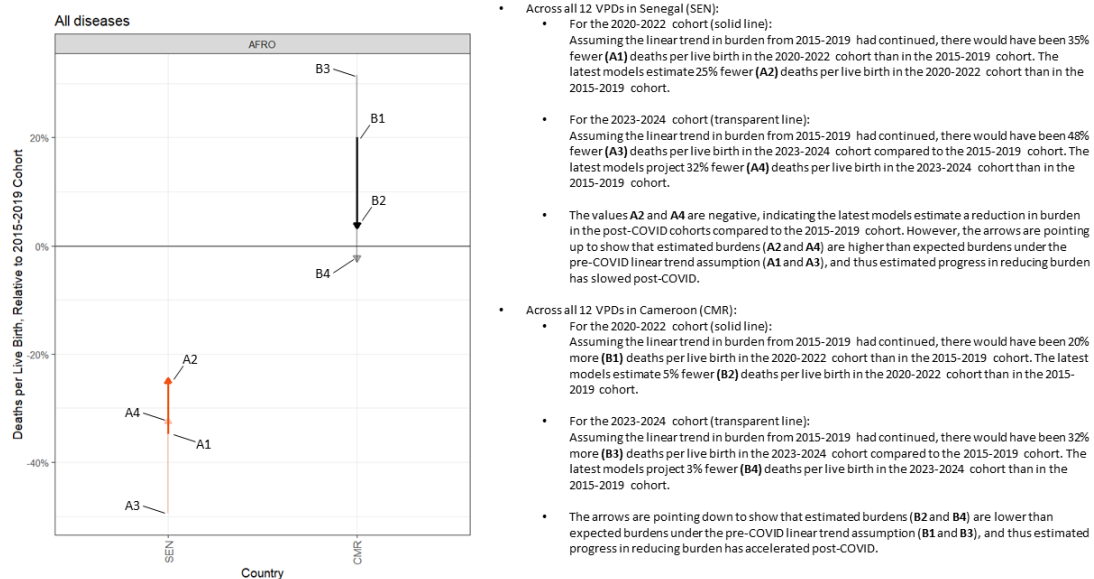 All diseases
AFRO
Deaths per Live Birth, Relative to 2015-2019 Cohort
20%
0%
-20%
-40%
B3
B1
B2
B4
A2
A4
A1
A3
SEN
CMR
Country
• Across all 12 VPDs in Senegal (SEN):
• For the 2020-2022 cohort (solid line):
Assuming the linear trend in burden from 2015-2019 had continued, there would have been 35%
fewer (A1) deaths per live birth in the 2020-2022 cohort than in the 2015-2019 cohort. The
latest models estimate 25% fewer (A2) deaths per live birth in the 2020-2022 cohort than in the
2015-2019 cohort.
• For the 2023-2024 cohort (transparent line):
Assuming the linear trend in burden from 2015-2019 had continued, there would have been 48%
fewer (A3) deaths per live birth in the 2023-2024 cohort compared to the 2015-2019 cohort. The
latest models project 32% fewer (A4) deaths per live birth in the 2023-2024 cohort than in the
2015-2019 cohort.
• The values A2 and A4 are negative, indicating the latest models estimate a reduction in burden
in the post-COVID cohorts compared to the 2015-2019 cohort. However, the arrows are pointing
up to show that estimated burdens (A2 and A4) are higher than expected burdens under the
pre-COVID linear trend assumption (A1 and A3), and thus estimated progress in reducing burden
has slowed post-COVID.
• Across all 12 VPDs in Cameroon (CMR):
• For the 2020-2022 cohort (solid line):
Assuming the linear trend in burden from 2015-2019 had continued, there would have been 20%
more (B1) deaths per live birth in the 2020-2022 cohort than in the 2015-2019 cohort. The latest
models estimate 5% fewer (B2) deaths per live birth in the 2020-2022 cohort than in the 2015-
2019 cohort.
• For the 2023-2024 cohort (transparent line):
Assuming the linear trend in burden from 2015-2019 had continued, there would have been 32%
more (B3) deaths per live birth in the 2023-2024 cohort compared to the 2015-2019 cohort. The
latest models project 3% fewer (B4) deaths per live birth in the 2023-2024 cohort than in the
2015-2019 cohort.
• The arrows are pointing down to show that estimated burdens (B2 and B4) are lower than
expected burdens under the pre-COVID linear trend assumption (B1 and B3), and thus estimated
progress in reducing burden has accelerated post-COVID.